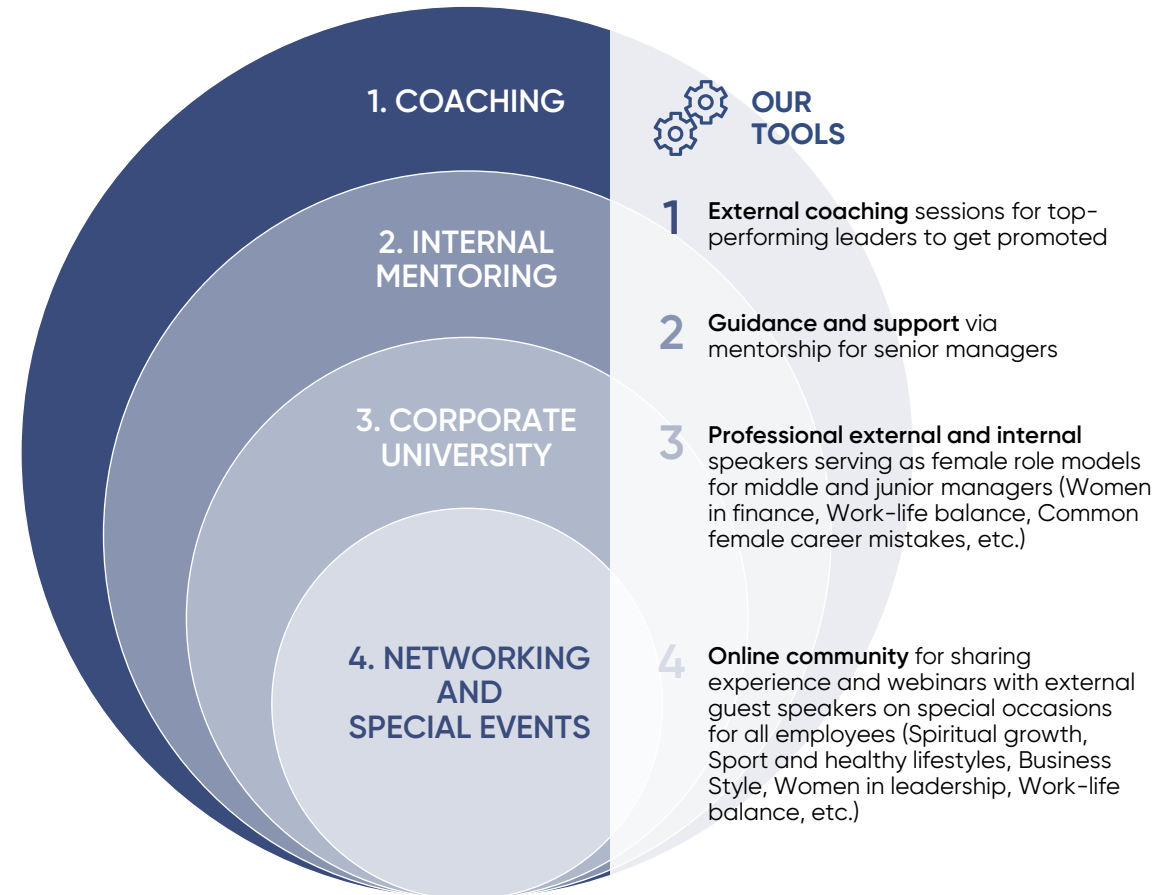 1. COACHING
2. INTERNAL
MENTORING
3. CORPORATE
UNIVERSITY
4. NETWORKING
AND
SPECIAL EVENTS
OUR
TOOLS
1
External coaching sessions for top-
performing leaders to get promoted
2
Guidance and support via
mentorship for senior managers
3
Professional external and internal
speakers serving as female role models
for middle and junior managers (Women
in finance, Work-life balance, Common
female career mistakes, etc.)
4
Online community for sharing
experience and webinars with external
guest speakers on special occasions
for all employees (Spiritual growth,
Sport and healthy lifestyles, Business
Style, Women in leadership, Work-life
balance, etc.)